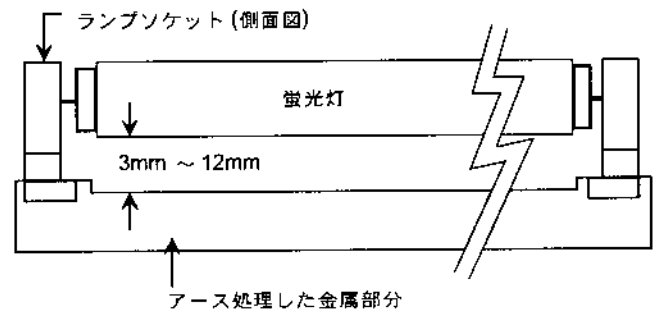 ランプソケット(側面図)
蛍光灯
3mm ～ 12mm
アース処理した金属部分